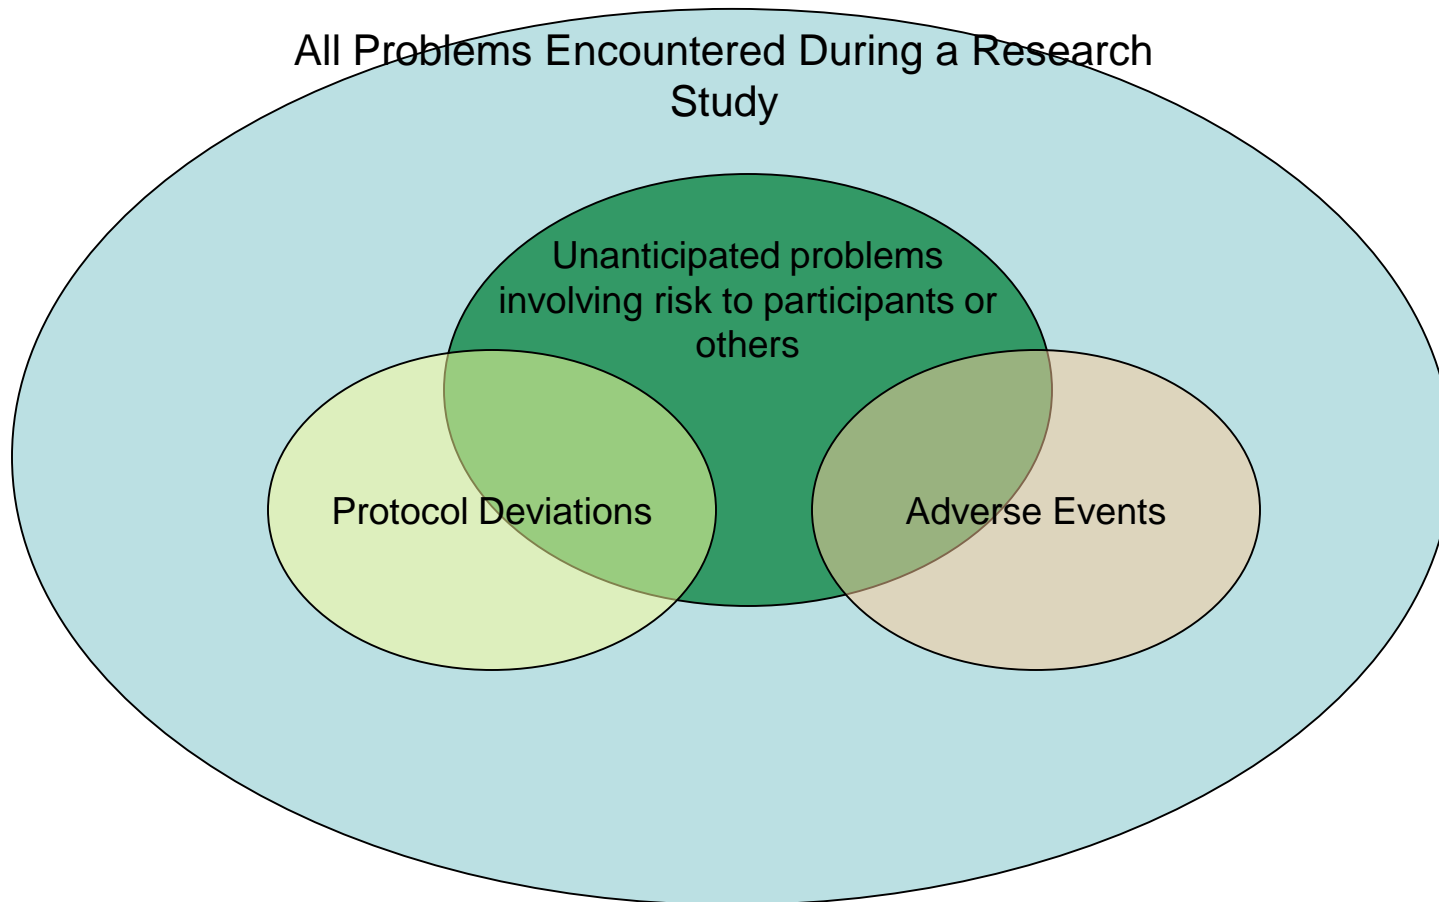 All Problems Encountered During a Research
Study
Unanticipated problems
involving risk to participants or
others
Protocol Deviations
Adverse Events